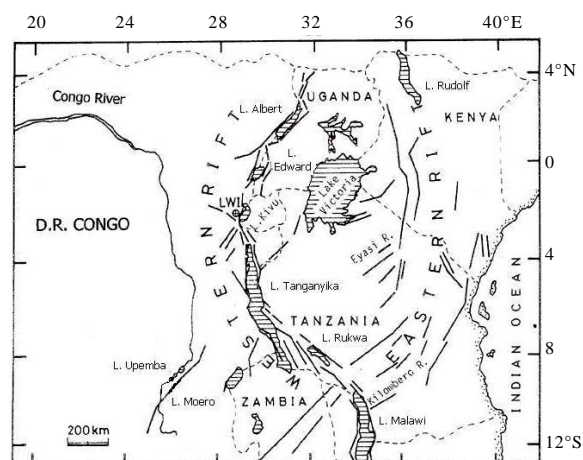 20 24 28 32 36 40°E
4°N
0
4
8
12°S
Congo River
L. Albert
UGANDA
L. Rudolf
KENYA
L. Edward
Lake Victoria
LWI
L. Kivu
D.R. CONGO
WESTERN RIFT
EASTERN RIFT
Eyasi R.
L. Tanganyika
TANZANIA
L. Rukwa
INDIAN OCEAN
L. Upemba
L. Moero
ZAMBIA
Kilombero R.
L. Malawi
200km